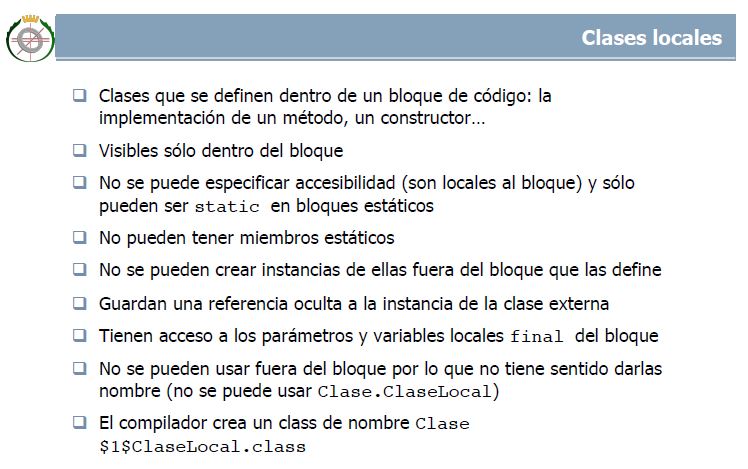 Clases locales
Clases que se definen dentro de un bloque de código: la
implementación de un método, un constructor…
Visibles sólo dentro del bloque
No se puede especificar accesibilidad (son locales al bloque) y sólo
pueden ser static en bloques estáticos
No pueden tener miembros estáticos
No se pueden crear instancias de ellas fuera del bloque que las define
Guardan una referencia oculta a la instancia de la clase externa
Tienen acceso a los parámetros y variables locales final del bloque
No se pueden usar fuera del bloque por lo que no tiene sentido darlas
nombre (no se puede usar Clase.ClaseLocal)
El compilador crea un class de nombre Clase
$1$ClaseLocal.class